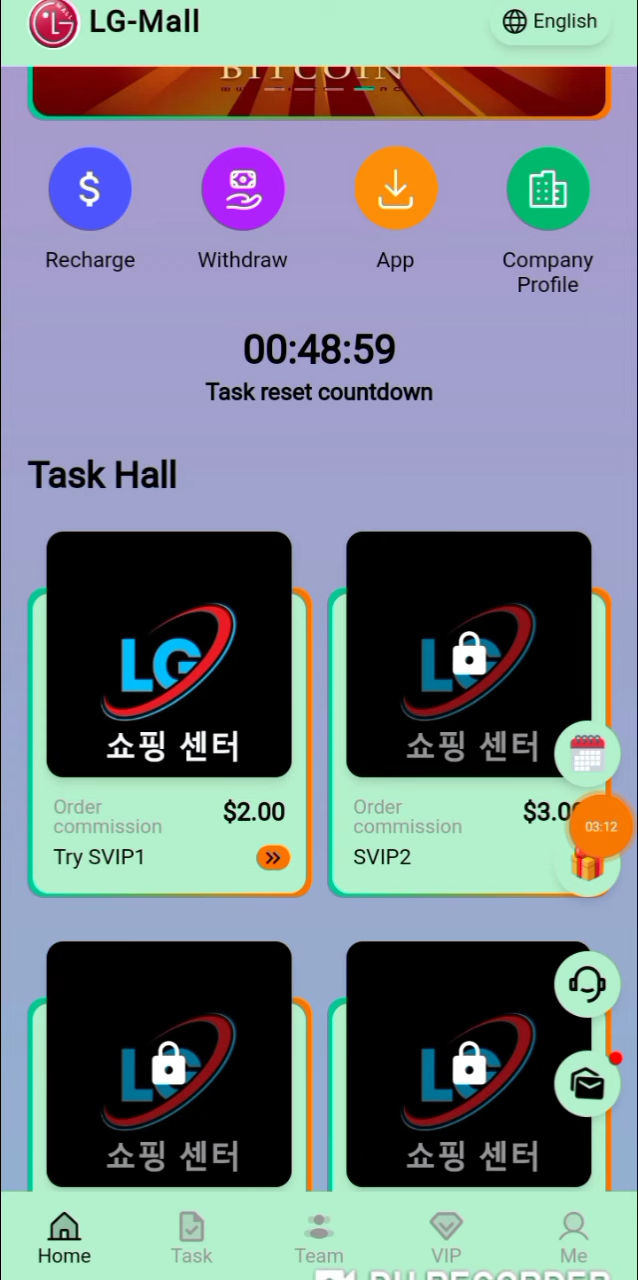 LG-Mall
English
BITCOIN
Recharge
Withdraw
App
Company
Profile
00:48:59
Task reset countdown
Task Hall
LG
쇼핑 센터
LG
쇼핑 센터
Order
commission
$2.00
Order
commission
$3.00
03:12
Try SVIP1
SVIP2
LG
쇼핑 센터
LG
쇼핑 센터
Home
Task
Team
VIP
Me
DU RECORDER